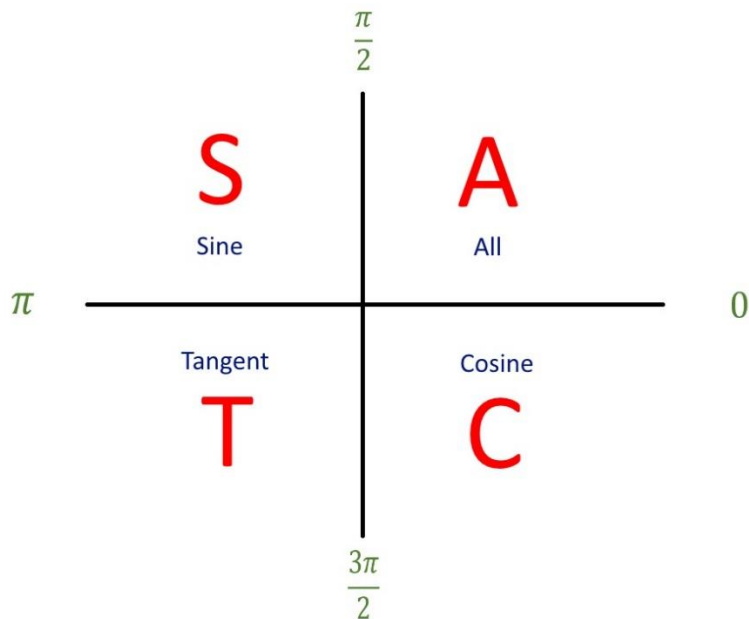 π/2
S A
Sine All
π 0
Tangent Cosine
T C
3π/2